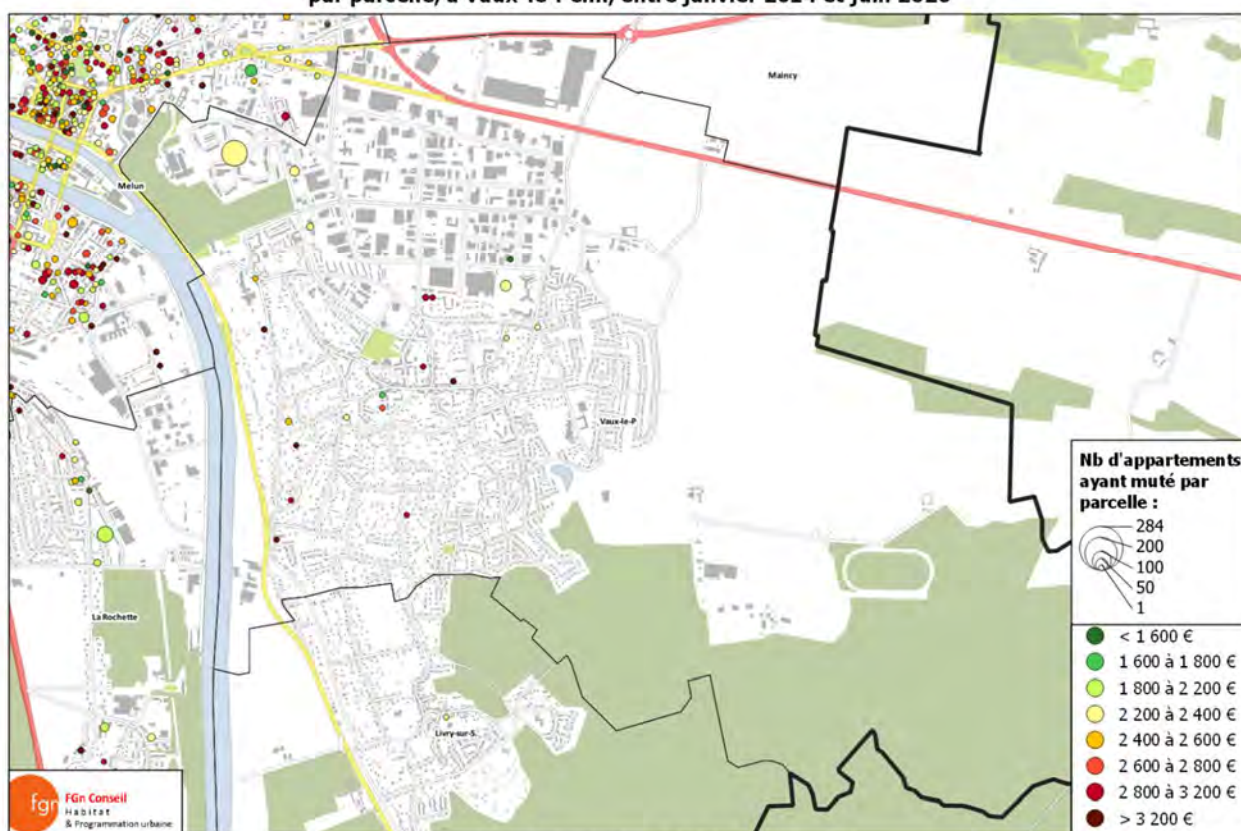 par parcelle, à Vaux-le-Pénil, entre janvier 2014 et juin 2020
Maincy
Melun
Vaux-le-P
La Rochette
Livry-sur-S.
Nb d'appartements
ayant muté par
parcelle :
284
200
100
50
1
< 1 600 €
1 600 à 1 800 €
1 800 à 2 200 €
2 200 à 2 400 €
2 400 à 2 600 €
2 600 à 2 800 €
2 800 à 3 200 €
> 3 200 €
fgn
FGn Conseil
Habitat
& Programmation urbaine